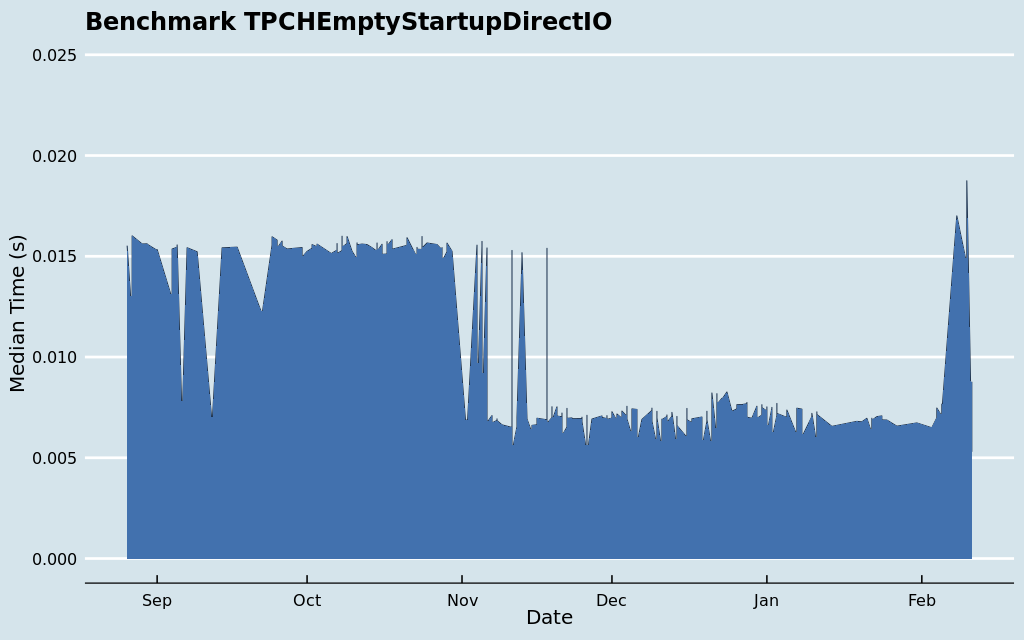 Benchmark TPCHEmptyStartupDirectIO
0.025
0.020
0.015
0.010
0.005
0.000
Median Time (s)
Sep Oct Nov Dec Jan Feb
Date